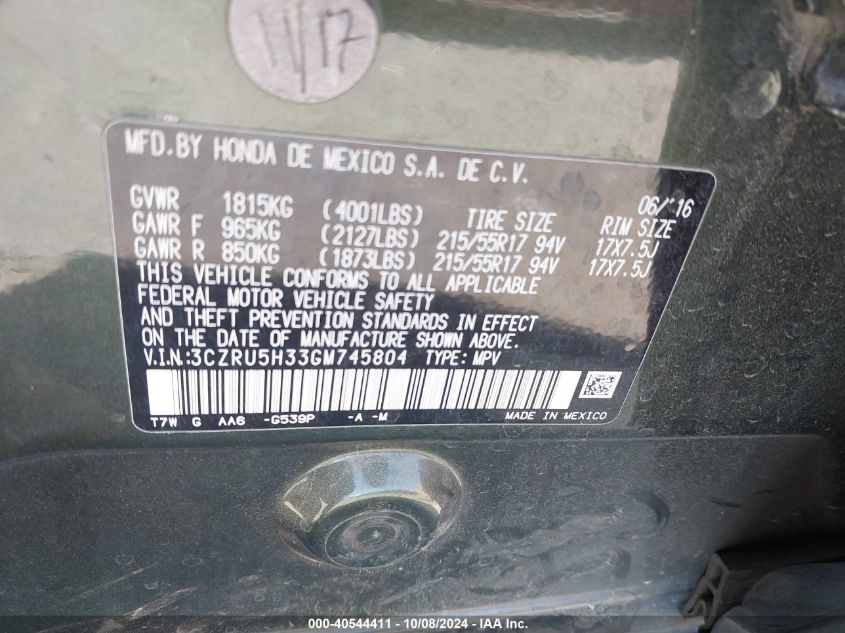 11/17
MFD.BY HONDA DE MEXICO S.A. DE C.V.
06/'16
GVWR 1815KG (4001LBS) TIRE SIZE RIM SIZE
GAWR F 965KG (2127LBS) 215/55R17 94V 17X7.5J
GAWR R 850KG (1873LBS) 215/55R17 94V 17X7.5J
THIS VEHICLE CONFORMS TO ALL APPLICABLE
FEDERAL MOTOR VEHICLE SAFETY
AND THEFT PREVENTION STANDARDS IN EFFECT
ON THE DATE OF MANUFACTURE SHOWN ABOVE.
V.I.N:3CZRU5H33GM745804 TYPE: MPV
T7W G AA6 -G539P -A -M MADE IN MEXICO
000-40544411 - 10/08/2024 - IAA Inc.